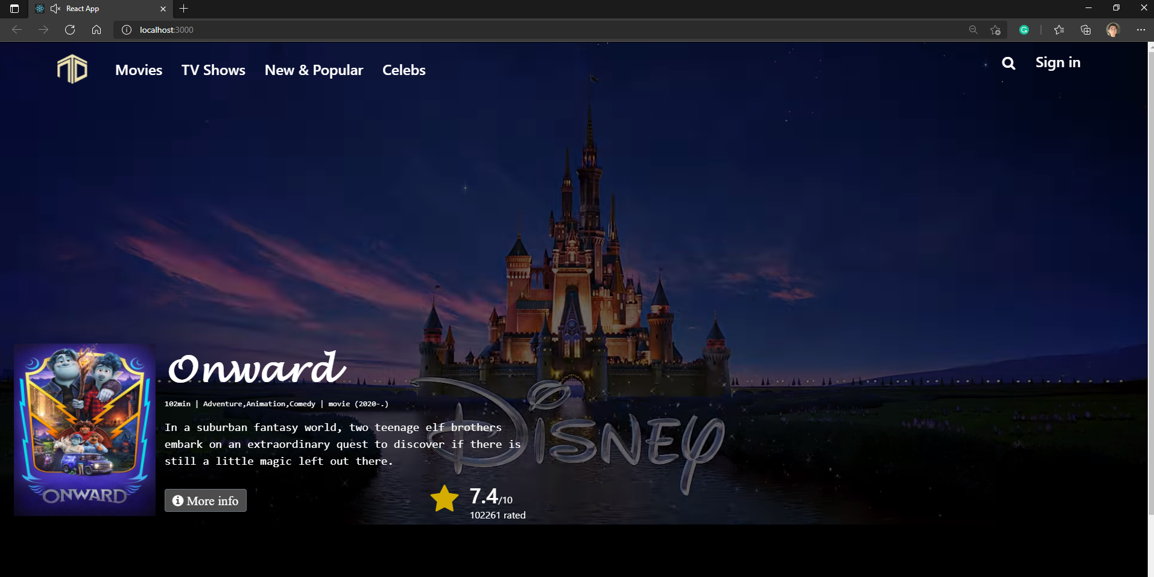 React App
localhost:3000
Movies TV Shows New & Popular Celebs
Sign in
Onward
102min | Adventure,Animation,Comedy | movie (2020-.)
In a suburban fantasy world, two teenage elf brothers
embark on an extraordinary quest to discover if there is
still a little magic left out there.
DISNEY
ONWARD
More info
7.4/10
102261 rated